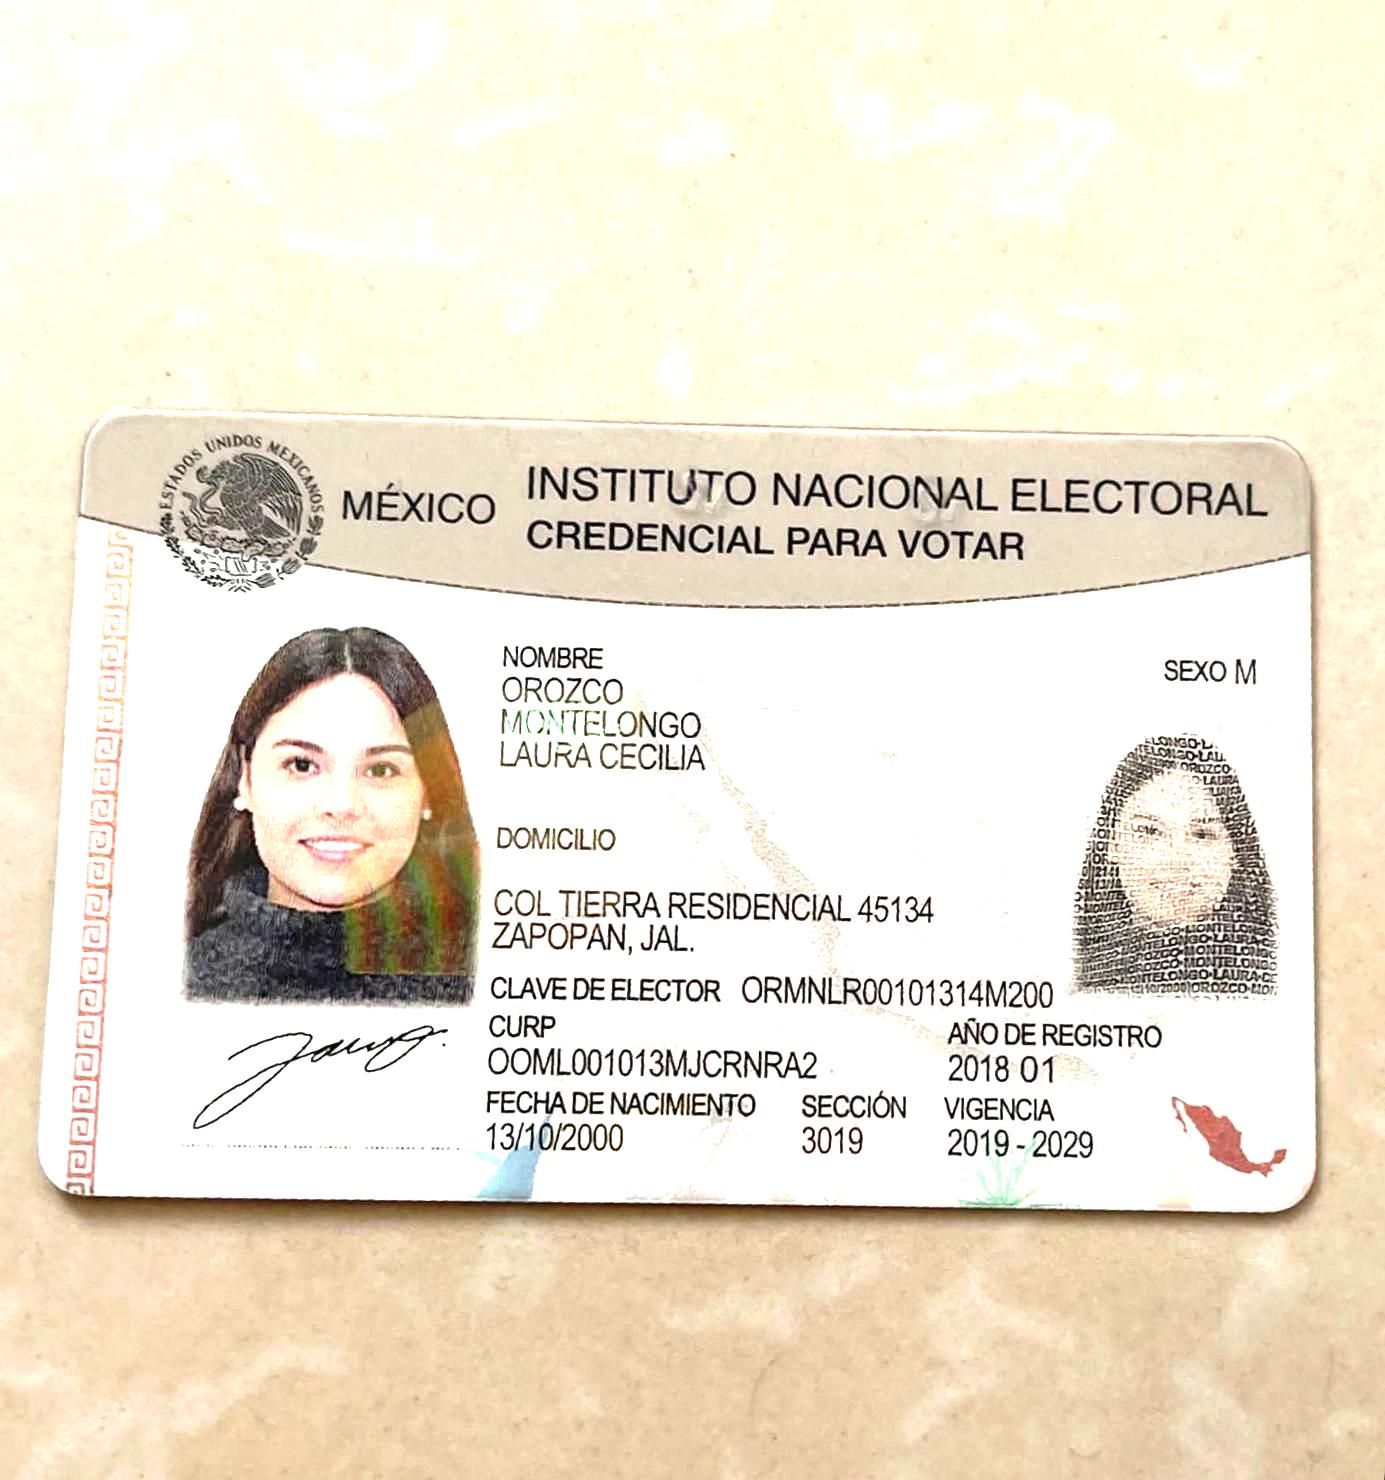 ESTADOS UNIDOS MEXICANOS
MÉXICO
INSTITUTO NACIONAL ELECTORAL
CREDENCIAL PARA VOTAR
NOMBRE
OROZCO
MONTELONGO
LAURA CECILIA
SEXO M
DOMICILIO
COL TIERRA RESIDENCIAL 45134
ZAPOPAN, JAL.
CLAVE DE ELECTOR ORMNLR00101314M200
CURP
OOML001013MJCRNRA2
AÑO DE REGISTRO
2018 01
FECHA DE NACIMIENTO
13/10/2000
SECCIÓN
3019
VIGENCIA
2019 - 2029